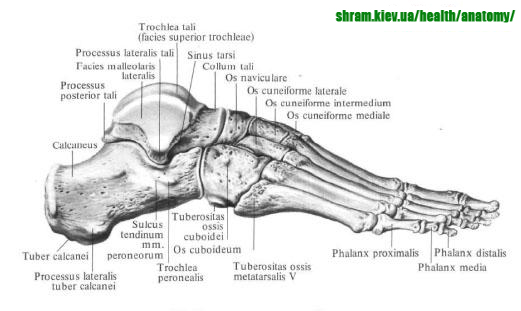 shram.kiev.ua/health/anatomy/
Trochlea tali
(facies superior trochleae)
Processus lateralis tali
Facies malleolaris
lateralis
Processus
posterior tali
Calcaneus
Sinus tarsi
Collum tali
Os naviculare
Os cuneiforme laterale
Os cuneiforme intermedium
Os cuneiforme mediale
Tuber calcanei
Processus lateralis
tuber calcanei
Sulcus
tendinum
mm.
peroneorum
Trochlea
peronealis
Tuberositas
ossis
cuboidei
Os cuboideum
Tuberositas ossis
metatarsalis V
Phalanx proximalis
Phalanx distalis
Phalanx media